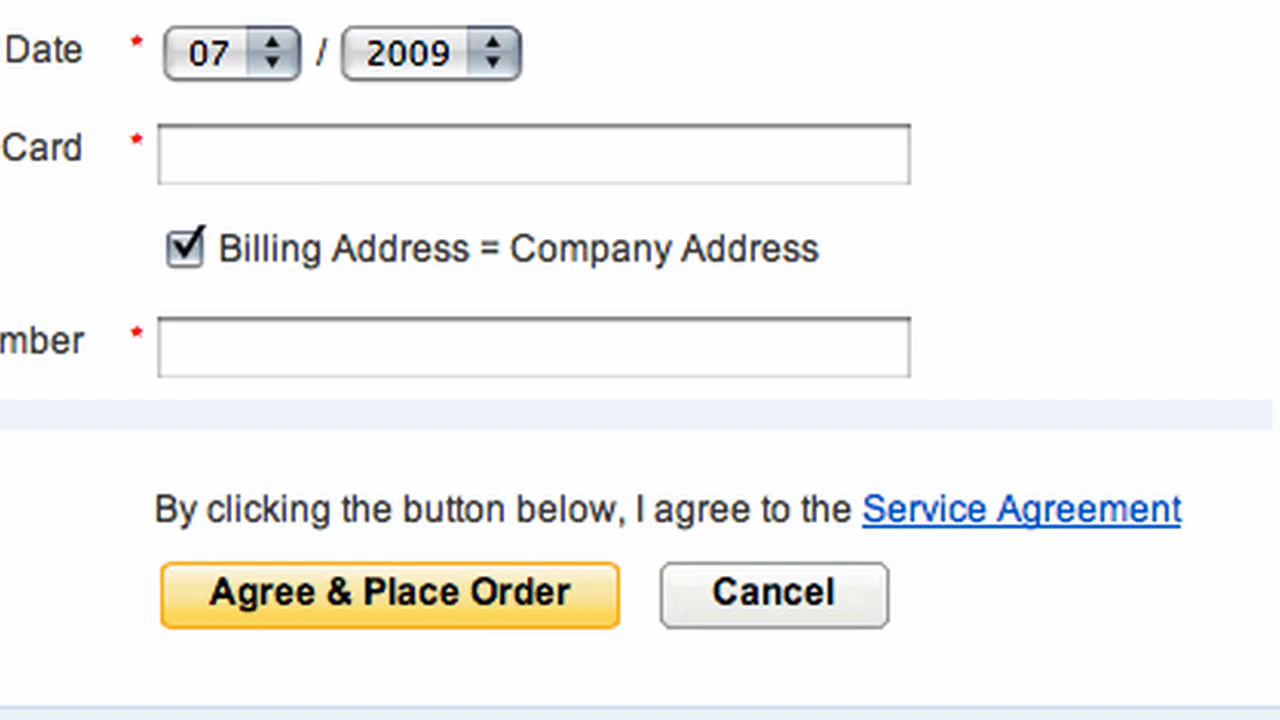 Date * 07 / 2009
Card *
Billing Address = Company Address
mber *
By clicking the button below, I agree to the Service Agreement
Agree & Place Order Cancel